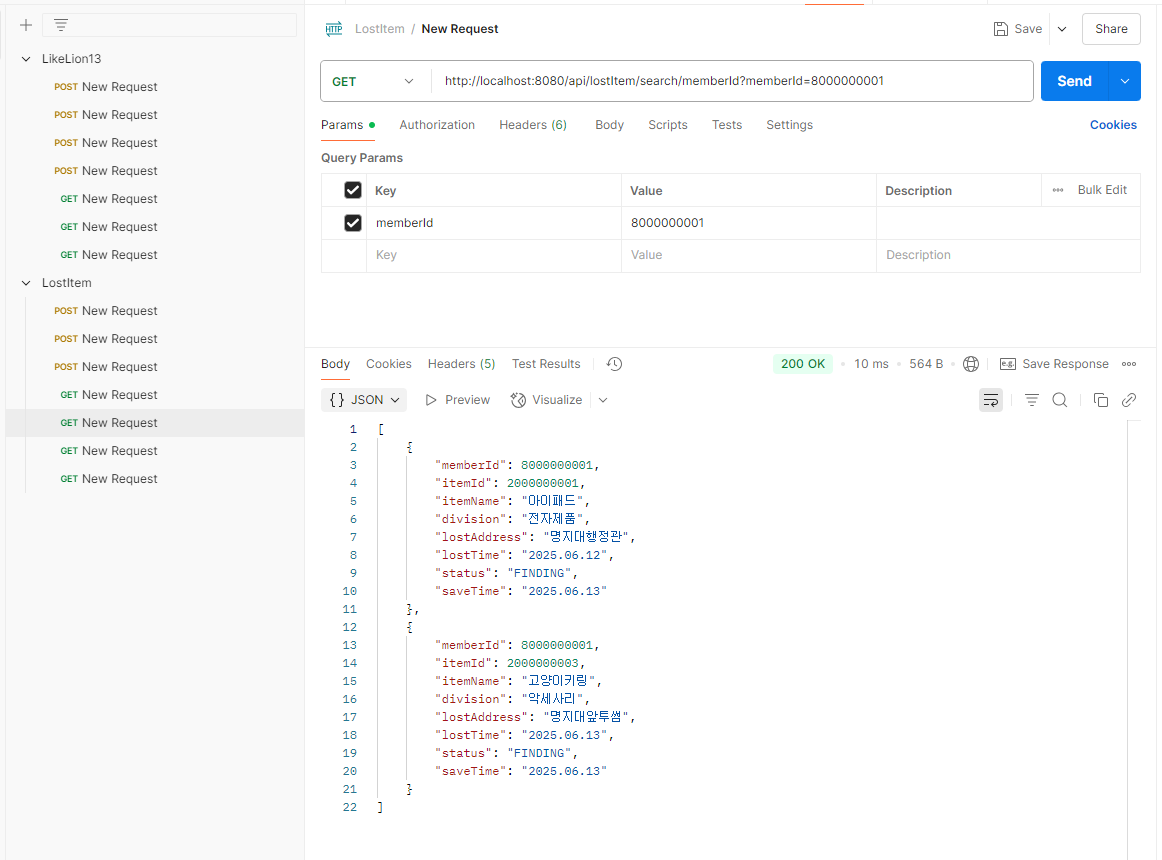 LikeLion13
POST New Request
POST New Request
POST New Request
POST New Request
GET New Request
GET New Request
GET New Request
LostItem
POST New Request
POST New Request
POST New Request
GET New Request
GET New Request
GET New Request
GET New Request
HTTP LostItem / New Request Save Share
GET http://localhost:8080/api/lostItem/search/memberId?memberId=8000000001 Send
Params Authorization Headers (6) Body Scripts Tests Settings Cookies
Query Params
Key Value Description Bulk Edit
memberId 8000000001
Key Value Description
Body Cookies Headers (5) Test Results 200 OK • 10 ms • 564 B e.g. Save Response
{} JSON Preview Visualize
1 [
2 {
3 "memberId": 8000000001,
4 "itemId": 2000000001,
5 "itemName": "아이패드",
6 "division": "전자제품",
7 "lostAddress": "명지대행정관",
8 "lostTime": "2025.06.12",
9 "status": "FINDING",
10 "saveTime": "2025.06.13"
11 },
12 {
13 "memberId": 8000000001,
14 "itemId": 2000000003,
15 "itemName": "고양이키링",
16 "division": "악세사리",
17 "lostAddress": "명지대앞투썸",
18 "lostTime": "2025.06.13",
19 "status": "FINDING",
20 "saveTime": "2025.06.13"
21 }
22 ]